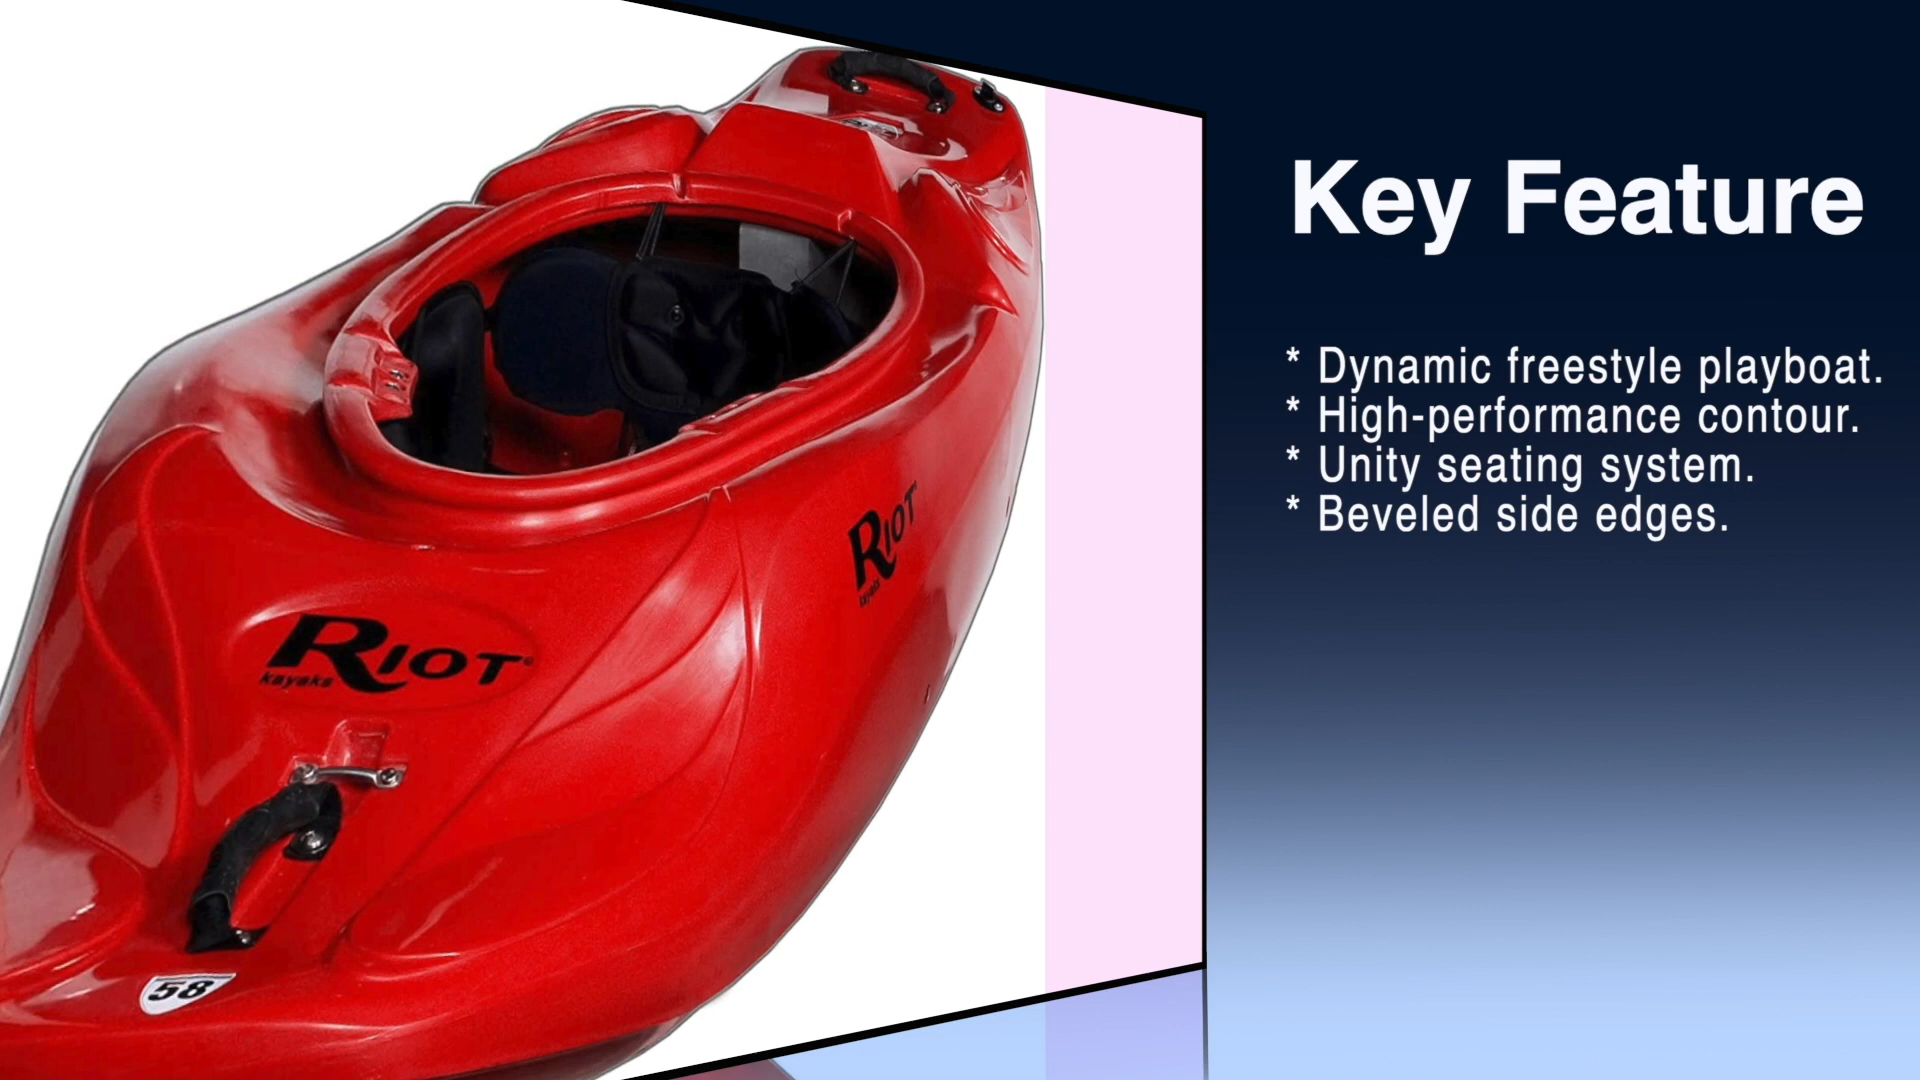 Key Feature
* Dynamic freestyle playboat.
* High-performance contour.
* Unity seating system.
* Beveled side edges.
RIOT
kayaks
RIOT
kayaks
58